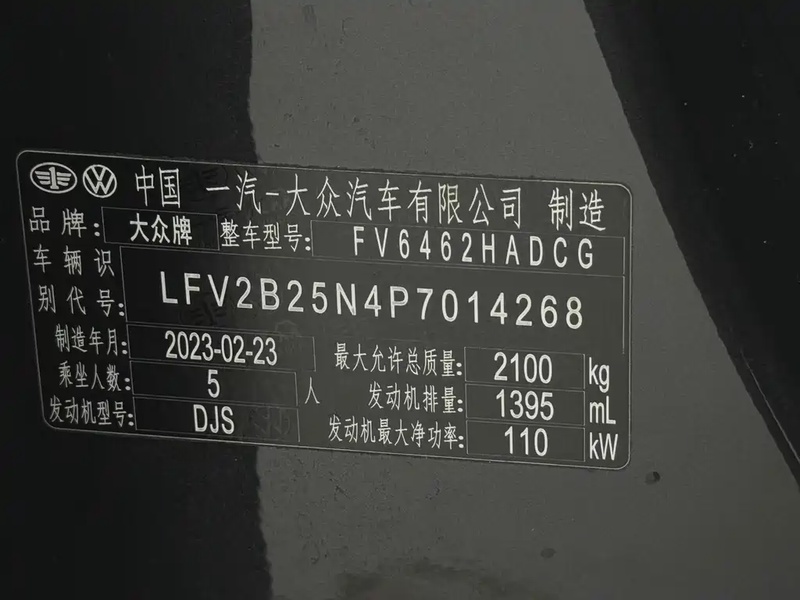 中国 一汽-大众汽车有限公司 制造
品牌: 大众牌 整车型号: FV6462HADCG
车辆识别代号: LFV2B25N4P7014268
制造年月: 2023-02-23 最大允许总质量: 2100 kg
乘坐人数: 5 人 发动机排量: 1395 mL
发动机型号: DJS 发动机最大净功率: 110 kW